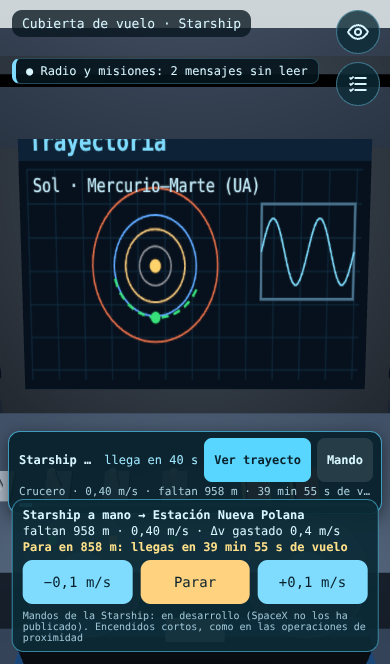 Cubierta de vuelo · Starship
● Radio y misiones: 2 mensajes sin leer
Trayectoria
Sol · Mercurio—Marte (UA)
Starship … llega en 40 s
Ver trayecto
Mando
Crucero · 0,40 m/s · faltan 958 m · 39 min 55 s de v…
Starship a mano → Estación Nueva Polana
faltan 958 m · 0,40 m/s · Δv gastado 0,4 m/s
Para en 858 m: llegas en 39 min 55 s de vuelo
−0,1 m/s
Parar
+0,1 m/s
Mandos de la Starship: en desarrollo (SpaceX no los ha
publicado). Encendidos cortos, como en las operaciones de
proximidad